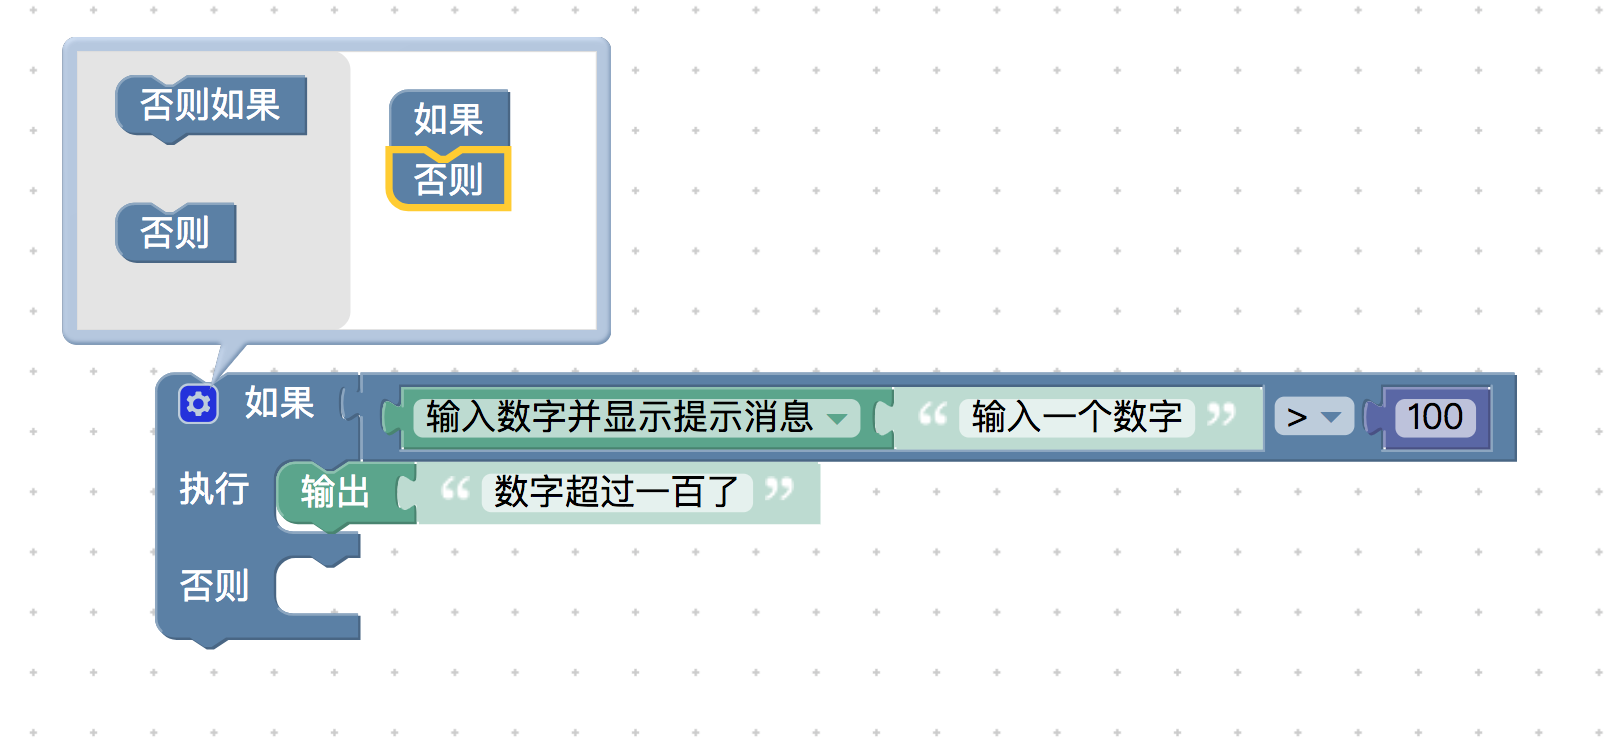 否则如果
如果
否则
否则
如果 输入数字并显示提示消息 “ 输入一个数字 ” > 100
执行 输出 “ 数字超过一百了 ”
否则